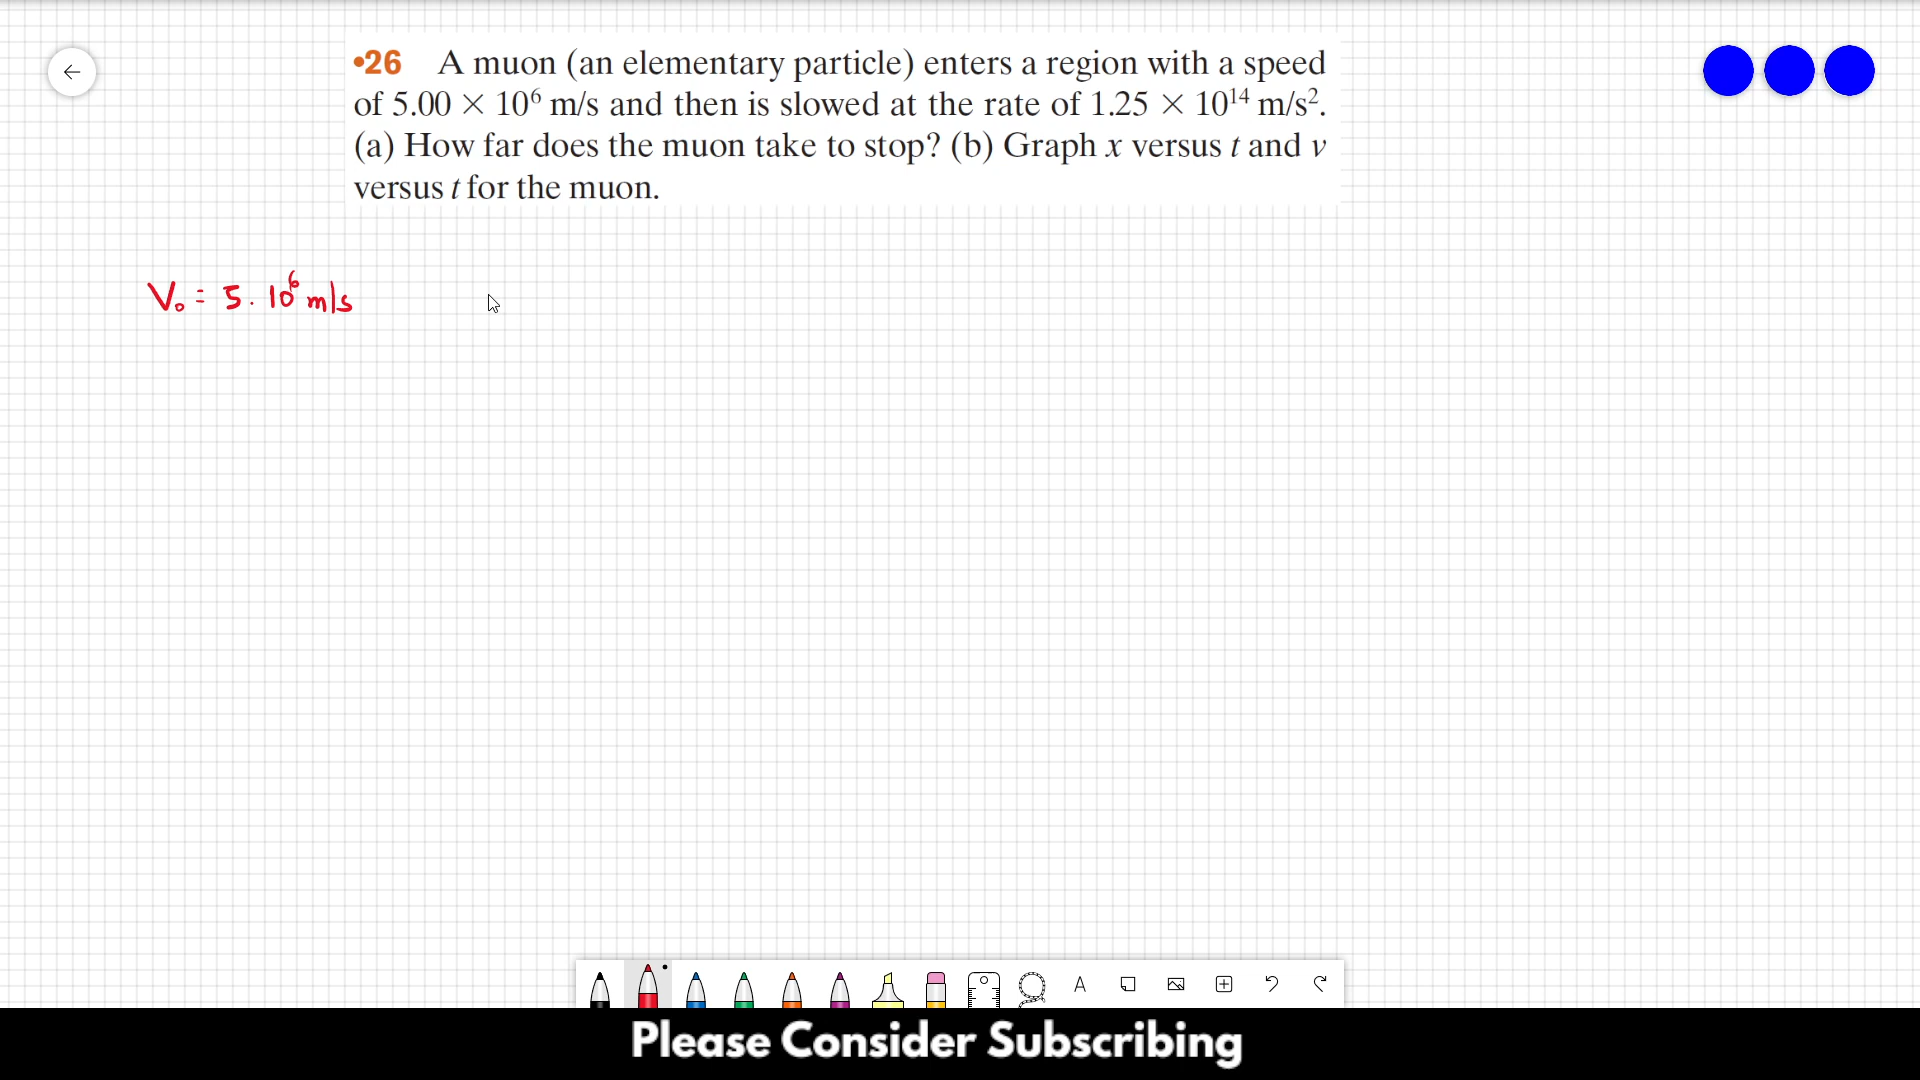 •26 A muon (an elementary particle) enters a region with a speed
of 5.00 × 10⁶ m/s and then is slowed at the rate of 1.25 × 10¹⁴ m/s².
(a) How far does the muon take to stop? (b) Graph x versus t and v
versus t for the muon.
V₀ = 5 . 10⁶ m/s
A
Please Consider Subscribing